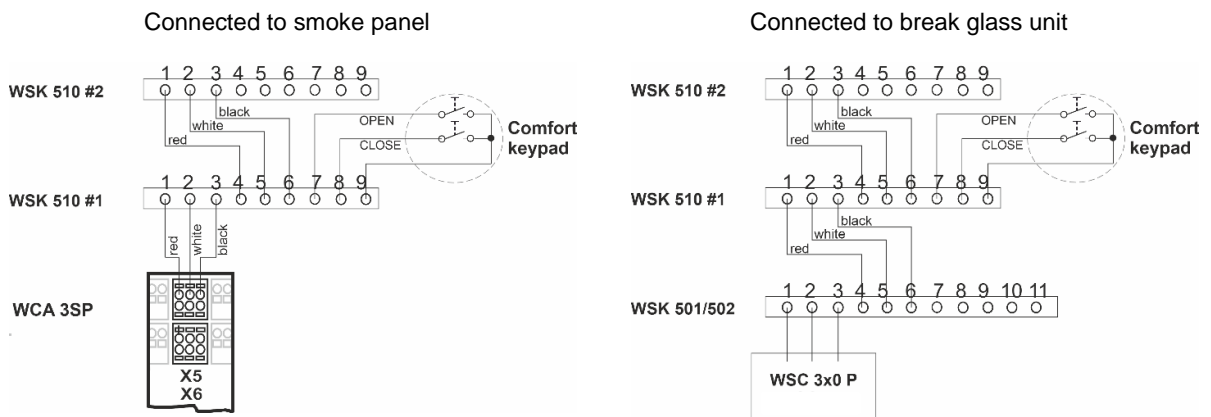 Connected to smoke panel
WSK 510 #2
1 2 3 4 5 6 7 8 9
black
white
red
OPEN
CLOSE
Comfort
keypad
WSK 510 #1
1 2 3 4 5 6 7 8 9
red
white
black
WCA 3SP
X5
X6
Connected to break glass unit
WSK 510 #2
1 2 3 4 5 6 7 8 9
black
white
red
OPEN
CLOSE
Comfort
keypad
WSK 510 #1
1 2 3 4 5 6 7 8 9
black
white
red
WSK 501/502
1 2 3 4 5 6 7 8 9 10 11
WSC 3x0 P